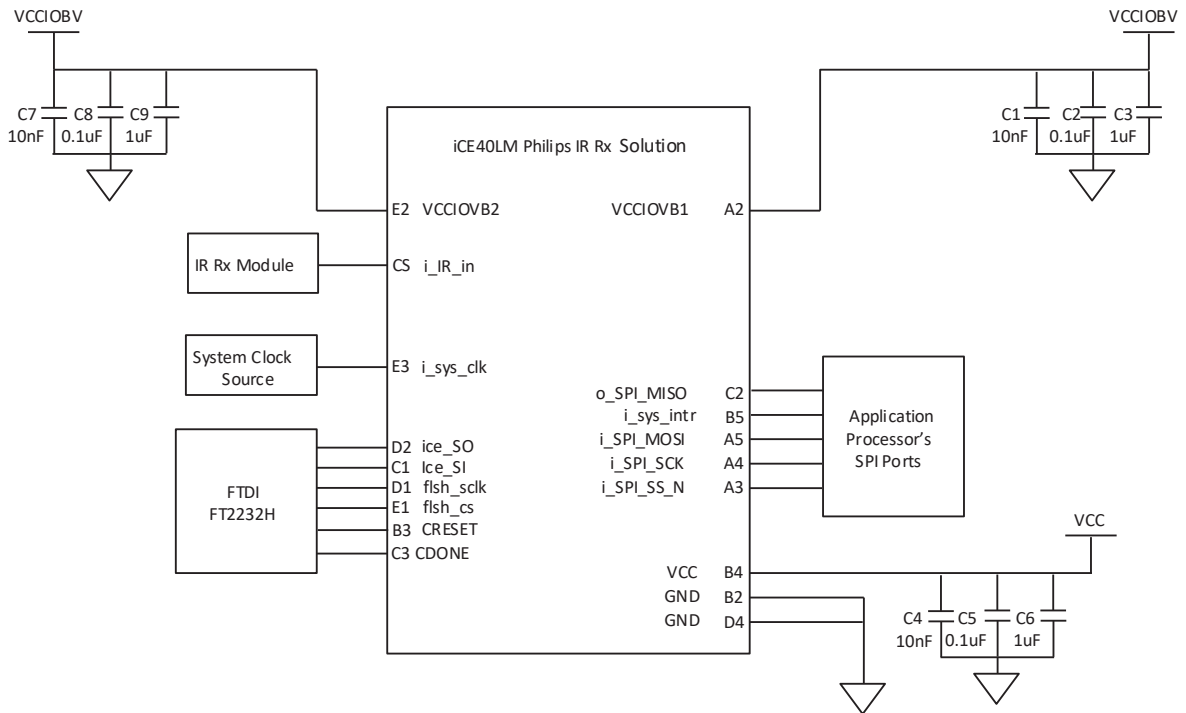 VCCIOBV
VCCIOBV
C7
10nF
C8
0.1uF
C9
1uF
C1
10nF
C2
0.1uF
C3
1uF
iCE40LM Philips IR Rx Solution
E2 VCCIOVB2
VCCIOVB1 A2
IR Rx Module
CS i_IR_in
System Clock
Source
E3 i_sys_clk
o_SPI_MISO C2
i_sys_intr B5
i_SPI_MOSI A5
i_SPI_SCK A4
i_SPI_SS_N A3
Application
Processor's
SPI Ports
FTDI
FT2232H
D2 ice_SO
C1 Ice_SI
D1 flsh_sclk
E1 flsh_cs
B3 CRESET
C3 CDONE
VCC
VCC B4
GND B2
GND D4
C4
10nF
C5
0.1uF
C6
1uF